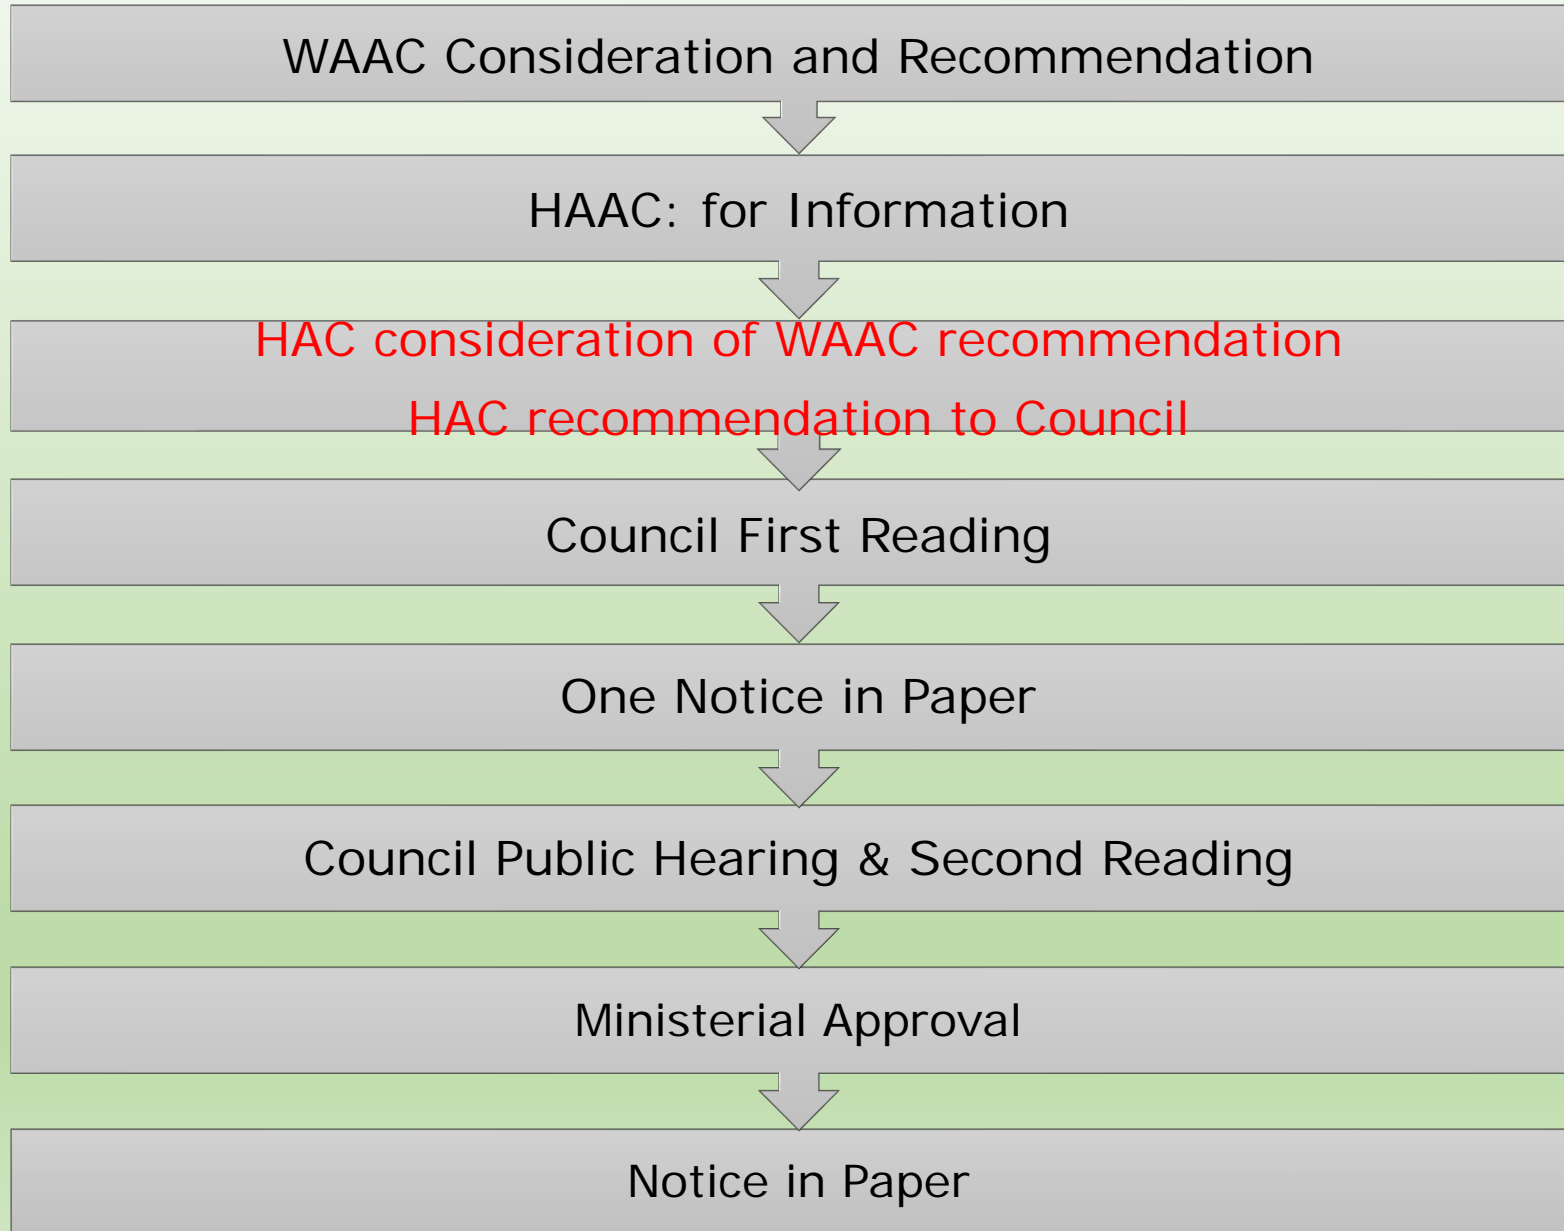 WAAC Consideration and Recommendation
HAAC: for Information
HAC consideration of WAAC recommendation
HAC recommendation to Council
Council First Reading
One Notice in Paper
Council Public Hearing & Second Reading
Ministerial Approval
Notice in Paper